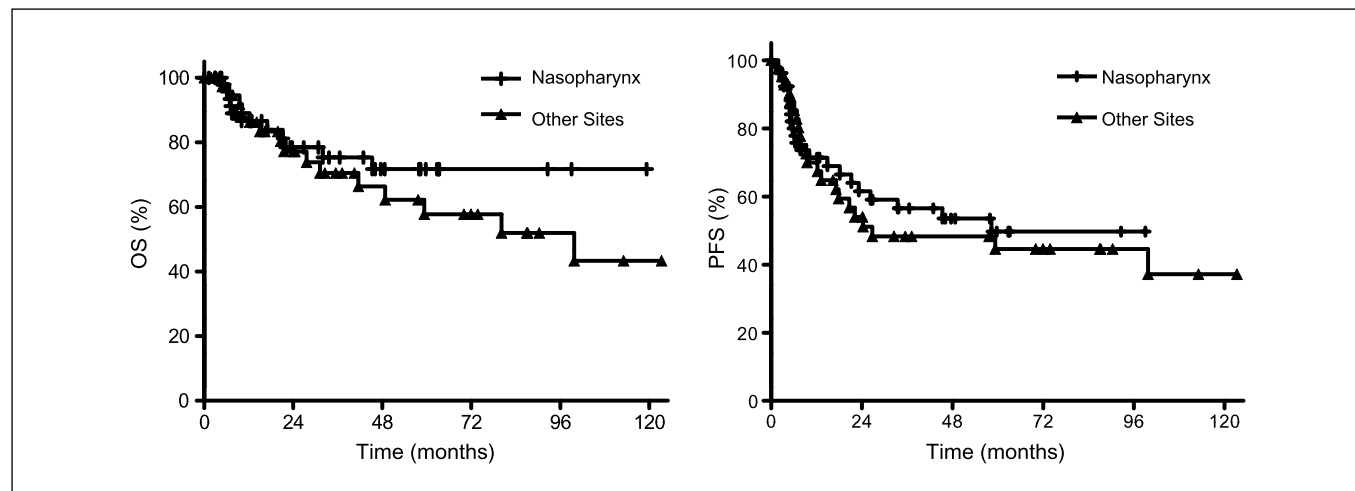 100
80
60
40
20
0
OS (%)
Nasopharynx
Other Sites
0 24 48 72 96 120
Time (months)
100
80
60
40
20
0
PFS (%)
Nasopharynx
Other Sites
0 24 48 72 96 120
Time (months)